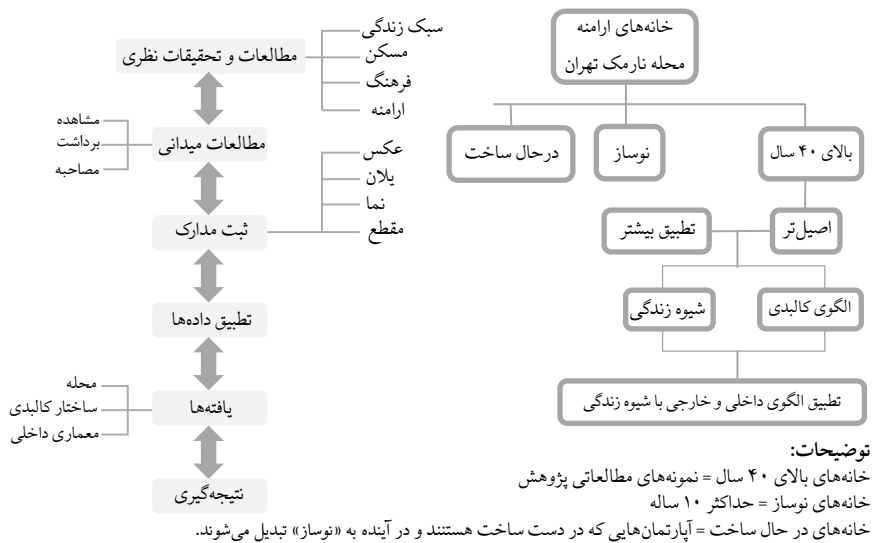 خانه‌های ارامنه
محله نارمک تهران
بالای ۴۰ سال
نوساز
درحال ساخت
اصیل‌تر
تطبیق بیشتر
الگوی کالبدی
شیوه زندگی
تطبیق الگوی داخلی و خارجی با شیوه زندگی
مطالعات و تحقیقات نظری
سبک زندگی
مسکن
فرهنگ
ارامنه
مطالعات میدانی
مشاهده
برداشت
مصاحبه
ثبت مدارک
عکس
پلان
نما
مقطع
تطبیق داده‌ها
یافته‌ها
محله
ساختار کالبدی
معماری داخلی
نتیجه‌گیری
توضیحات:
خانه‌های بالای ۴۰ سال = نمونه‌های مطالعاتی پژوهش
خانه‌های نوساز = حداکثر ۱۰ ساله
خانه‌های در حال ساخت = آپارتمان‌هایی که در دست ساخت هستنند و در آینده به «نوساز» تبدیل می‌شوند.